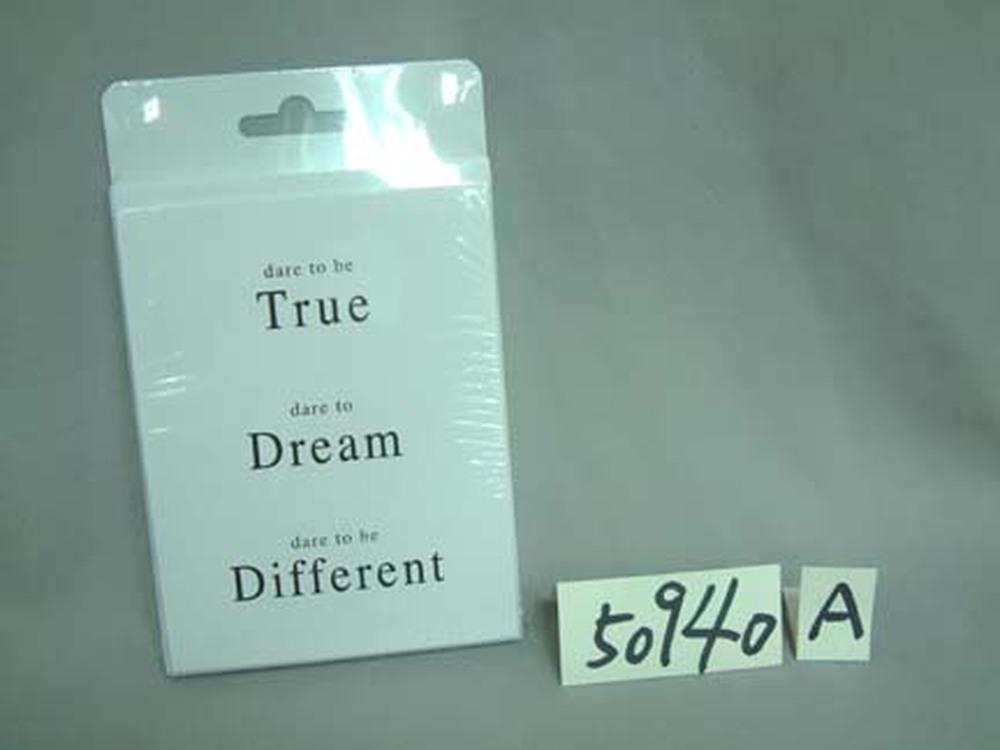 dare to be
True
dare to
Dream
dare to be
Different
50940 A